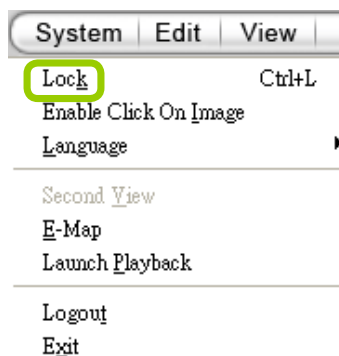 System Edit View
Lock Ctrl+L
Enable Click On Image
Language
Second View
E-Map
Launch Playback
Logout
Exit